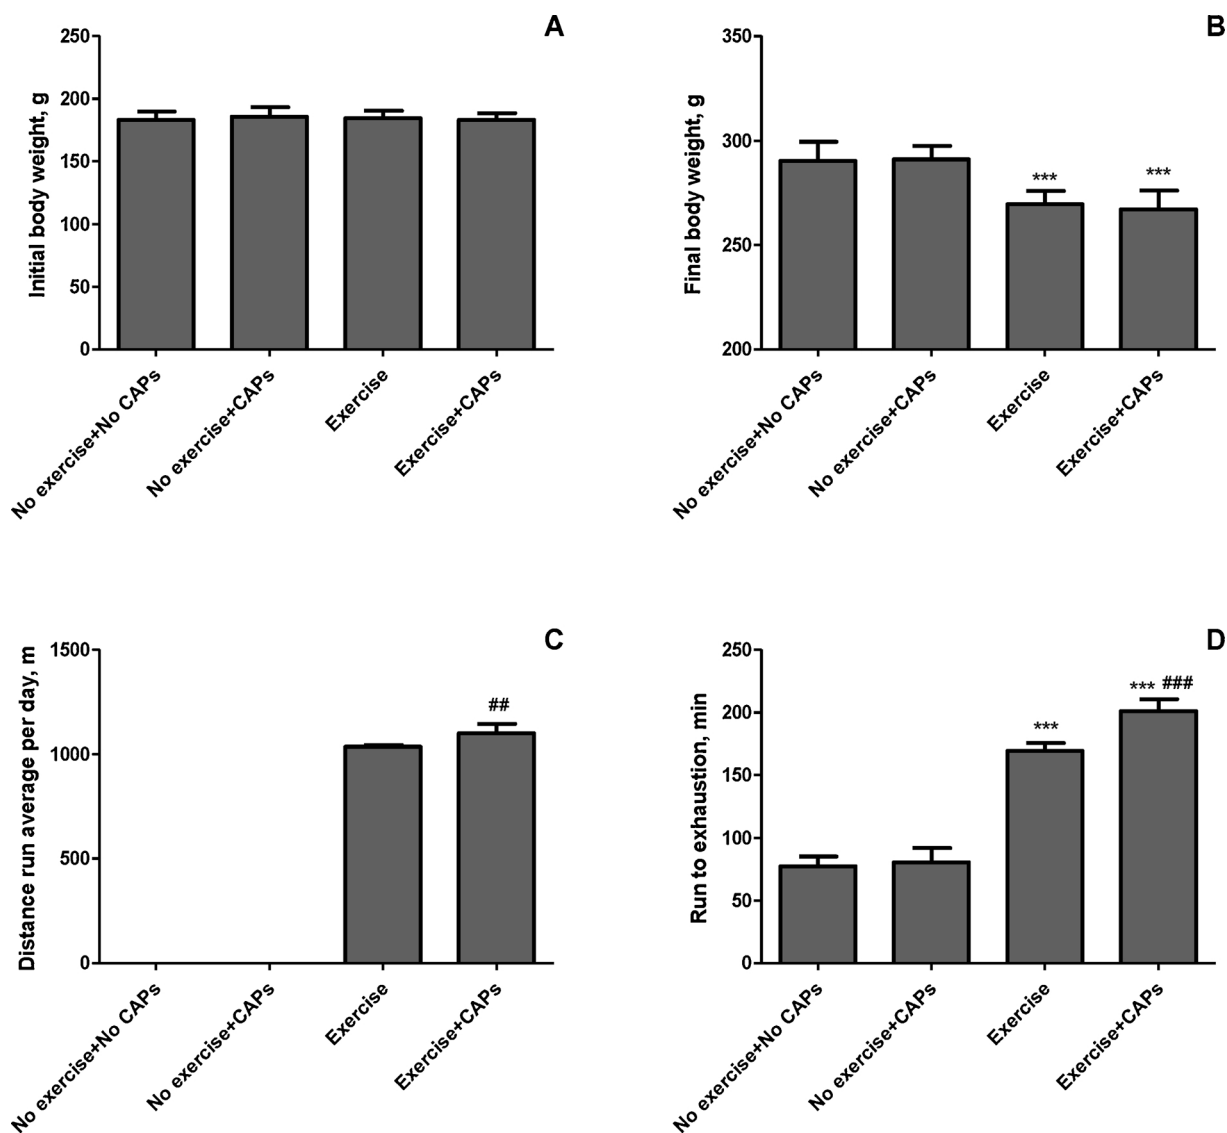 A
Initial body weight, g
250
200
150
100
50
0
No exercise+No CAPs
No exercise+CAPs
Exercise
Exercise+CAPs
B
Final body weight, g
350
300
250
200
***
***
No exercise+No CAPs
No exercise+CAPs
Exercise
Exercise+CAPs
C
Distance run average per day, m
1500
1000
500
0
##
No exercise+No CAPs
No exercise+CAPs
Exercise
Exercise+CAPs
D
Run to exhaustion, min
250
200
150
100
50
0
***
*** ###
No exercise+No CAPs
No exercise+CAPs
Exercise
Exercise+CAPs